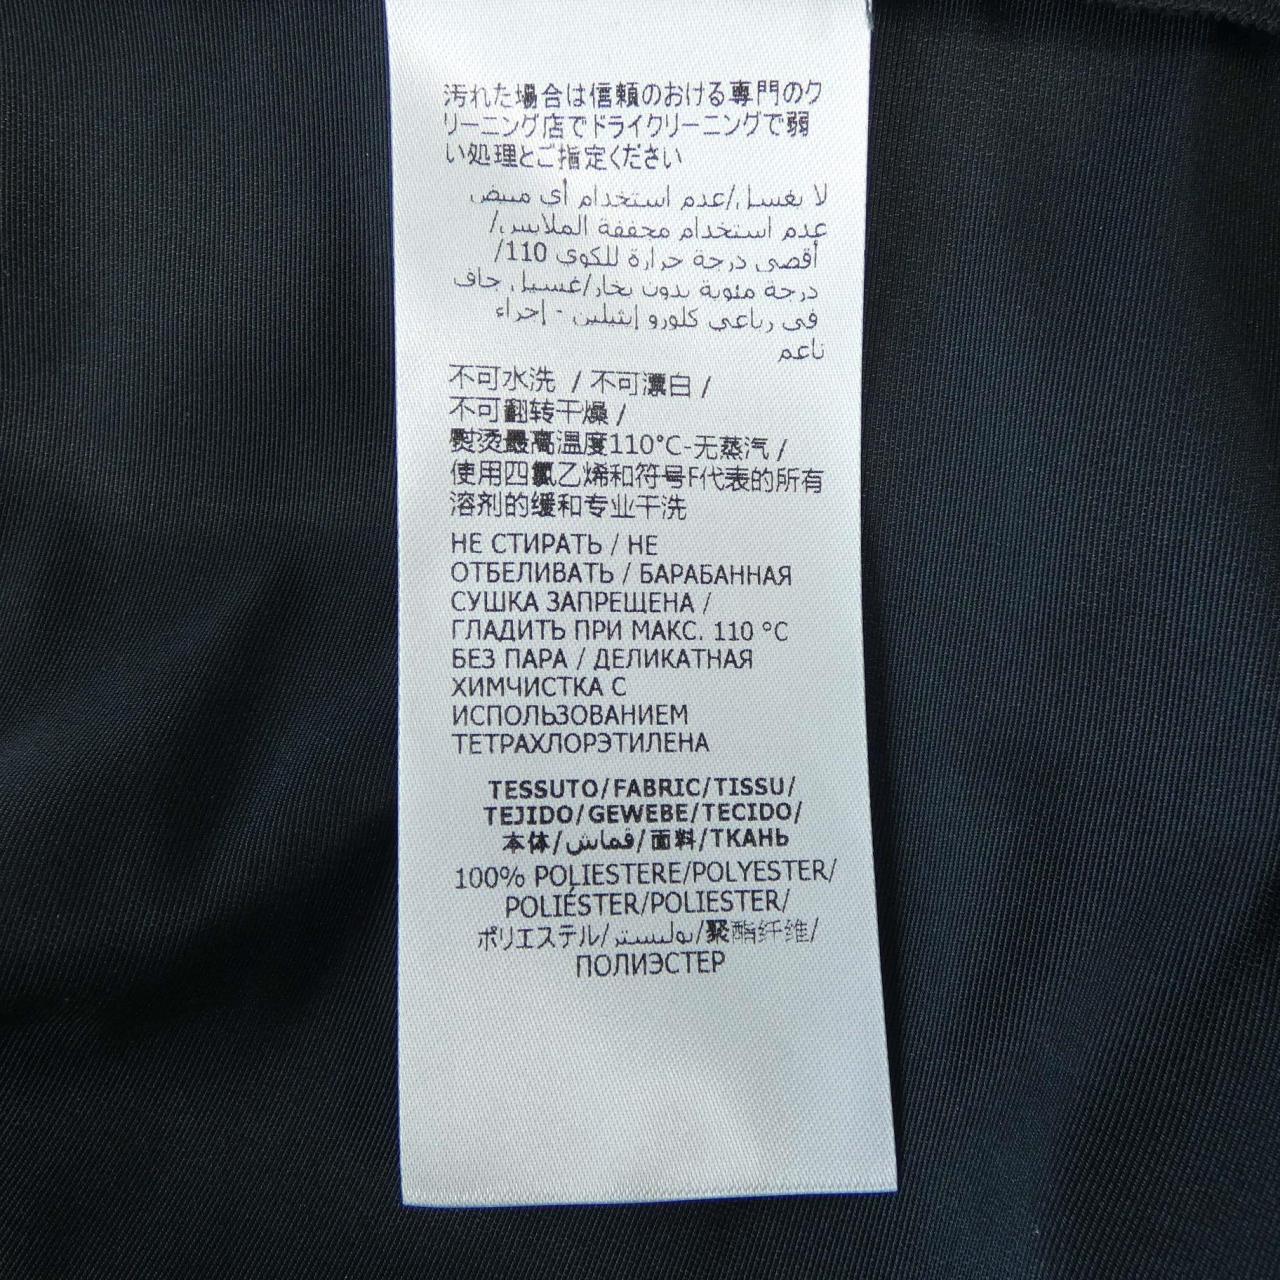 汚れた場合は信頼のおける専門のク
リーニング店でドライクリーニングで弱
い処理とご指定ください
لا يغسل/عدم استخدام أي مبيض
عدم استخدام مجففة الملابس/
أقصى درجة حرارة للكوي 110/
درجة مئوية بدون بخار/غسيل جاف
في رباعي كلورو إيثيلين - إجراء
ناعم
不可水洗 / 不可漂白 /
不可翻转干燥 /
熨烫最高温度110°C-无蒸汽 /
使用四氯乙烯和符号F代表的所有
溶剂的缓和专业干洗
НЕ СТИРАТЬ / НЕ
ОТБЕЛИВАТЬ / БАРАБАННАЯ
СУШКА ЗАПРЕЩЕНА /
ГЛАДИТЬ ПРИ МАКС. 110 °C
БЕЗ ПАРА / ДЕЛИКАТНАЯ
ХИМЧИСТКА С
ИСПОЛЬЗОВАНИЕМ
ТЕТРАХЛОРЭТИЛЕНА
TESSUTO/FABRIC/TISSU/
TEJIDO/GEWEBE/TECIDO/
本体/قماش/面料/ТКАНЬ
100% POLIESTERE/POLYESTER/
POLIÉSTER/POLIESTER/
ポリエステル/بوليستر/聚酯纤维/
ПОЛИЭСТЕР